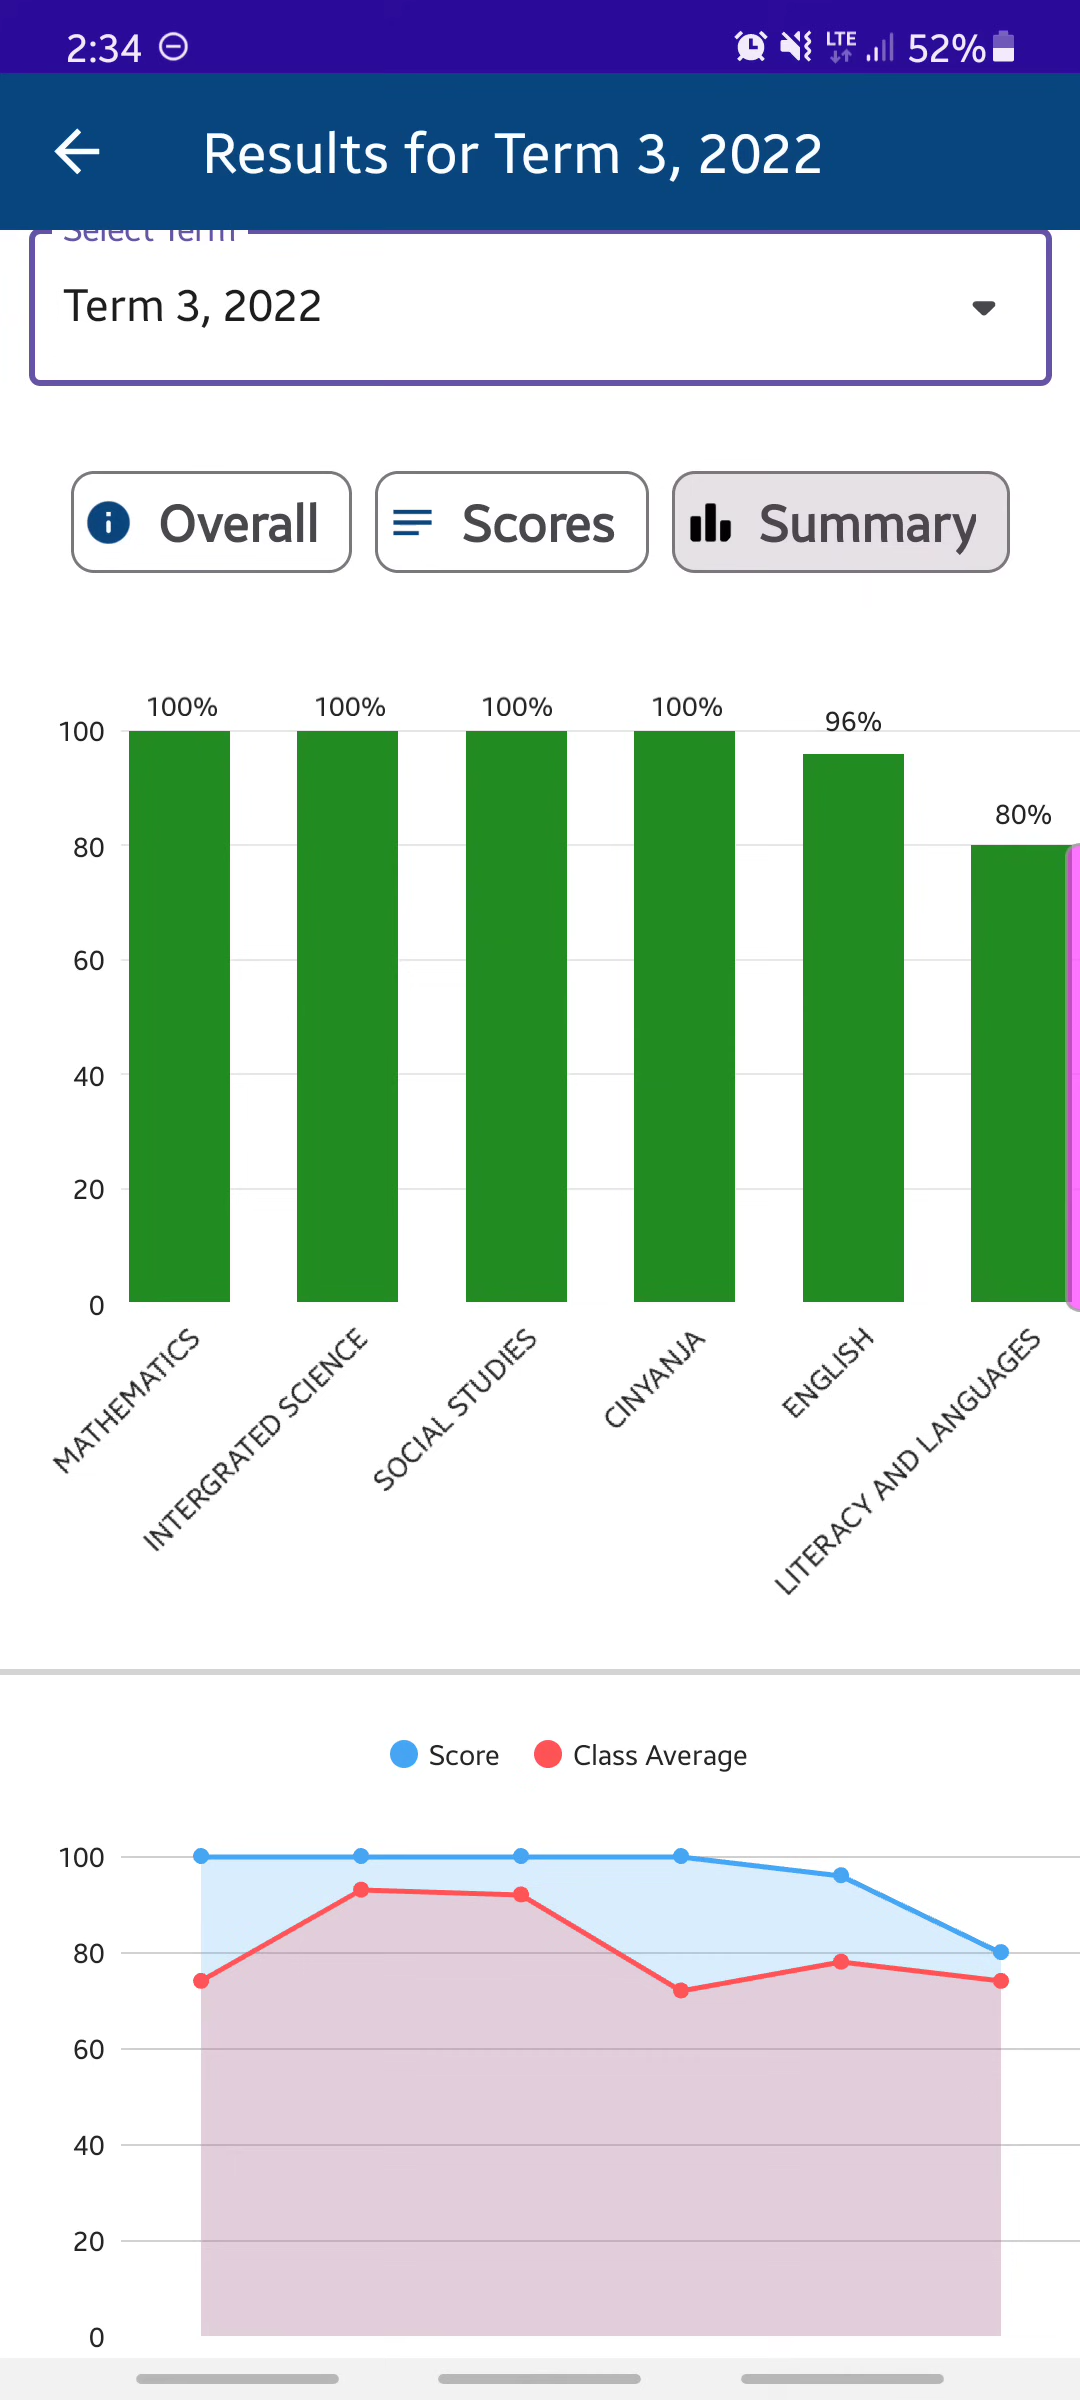 2:34 LTE 52%
Results for Term 3, 2022
Select Term
Term 3, 2022
Overall Scores Summary
100% 100% 100% 100% 96% 80%
100
80
60
40
20
0
MATHEMATICS INTERGRATED SCIENCE SOCIAL STUDIES CINYANJA ENGLISH LITERACY AND LANGUAGES
Score Class Average
100
80
60
40
20
0